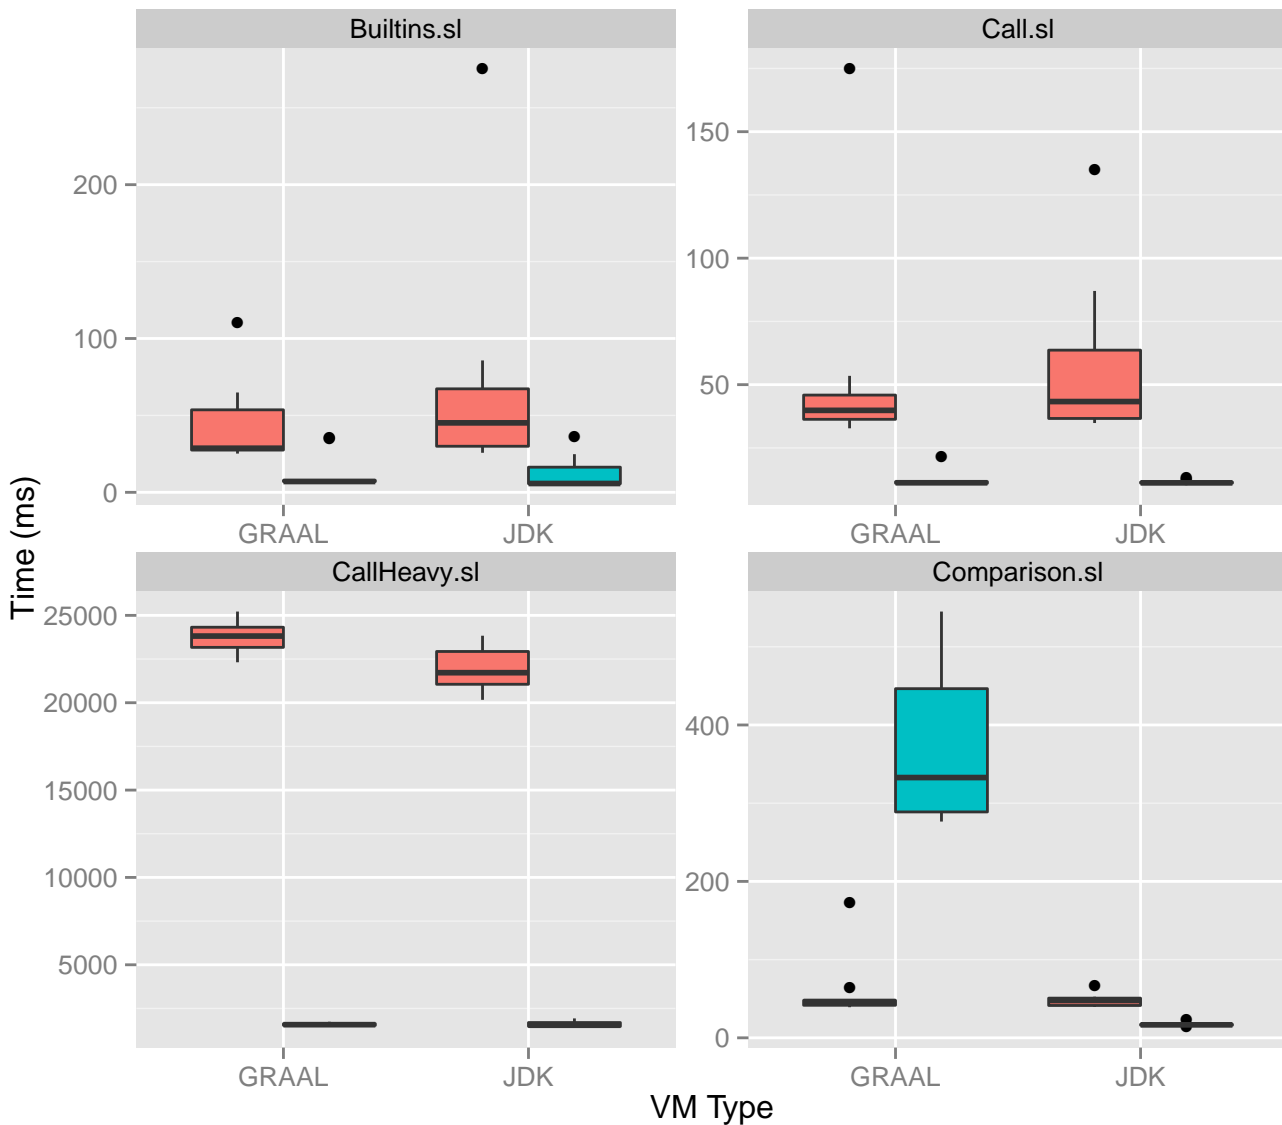 Builtins.sl
Call.sl
200
100
0
150
100
50
GRAAL
JDK
GRAAL
JDK
Time (ms)
CallHeavy.sl
Comparison.sl
25000
20000
15000
10000
5000
400
200
0
GRAAL
JDK
GRAAL
JDK
VM Type